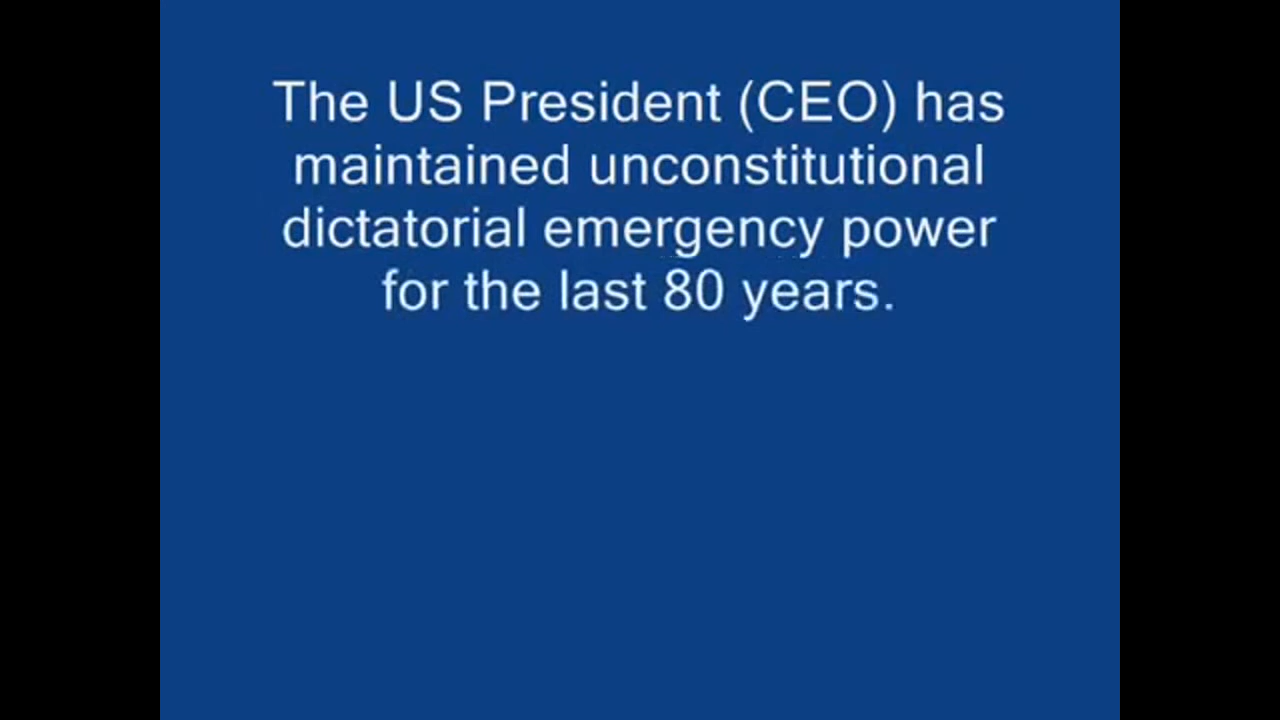 The US President (CEO) has
maintained unconstitutional
dictatorial emergency power
for the last 80 years.